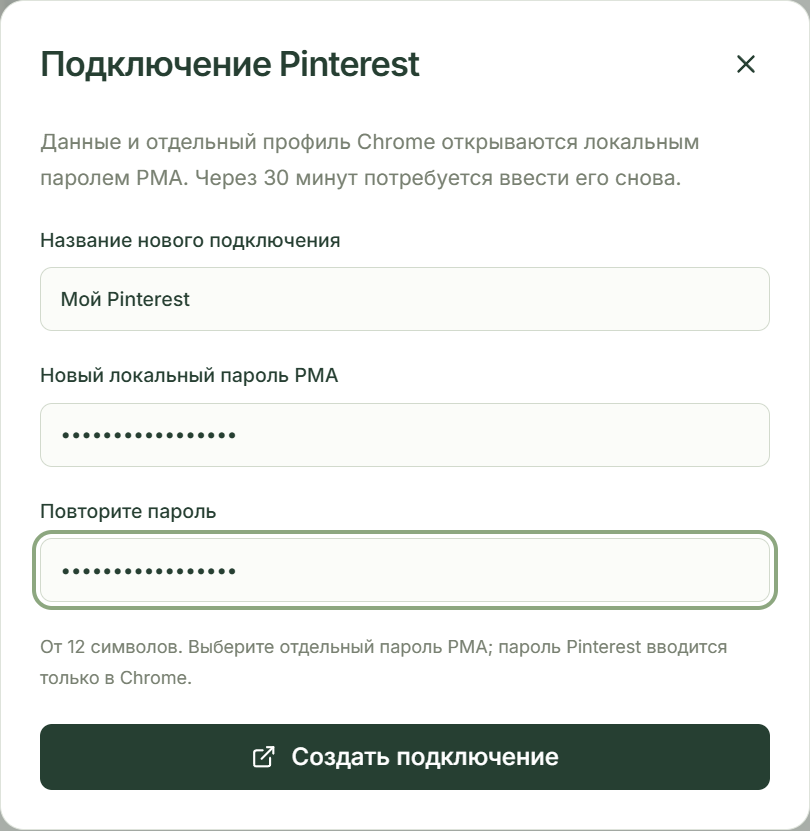 Подключение Pinterest
Данные и отдельный профиль Chrome открываются локальным
паролем PMA. Через 30 минут потребуется ввести его снова.
Название нового подключения
Мой Pinterest
Новый локальный пароль PMA
•••••••••••••••••
Повторите пароль
•••••••••••••••••
От 12 символов. Выберите отдельный пароль PMA; пароль Pinterest вводится
только в Chrome.
Создать подключение